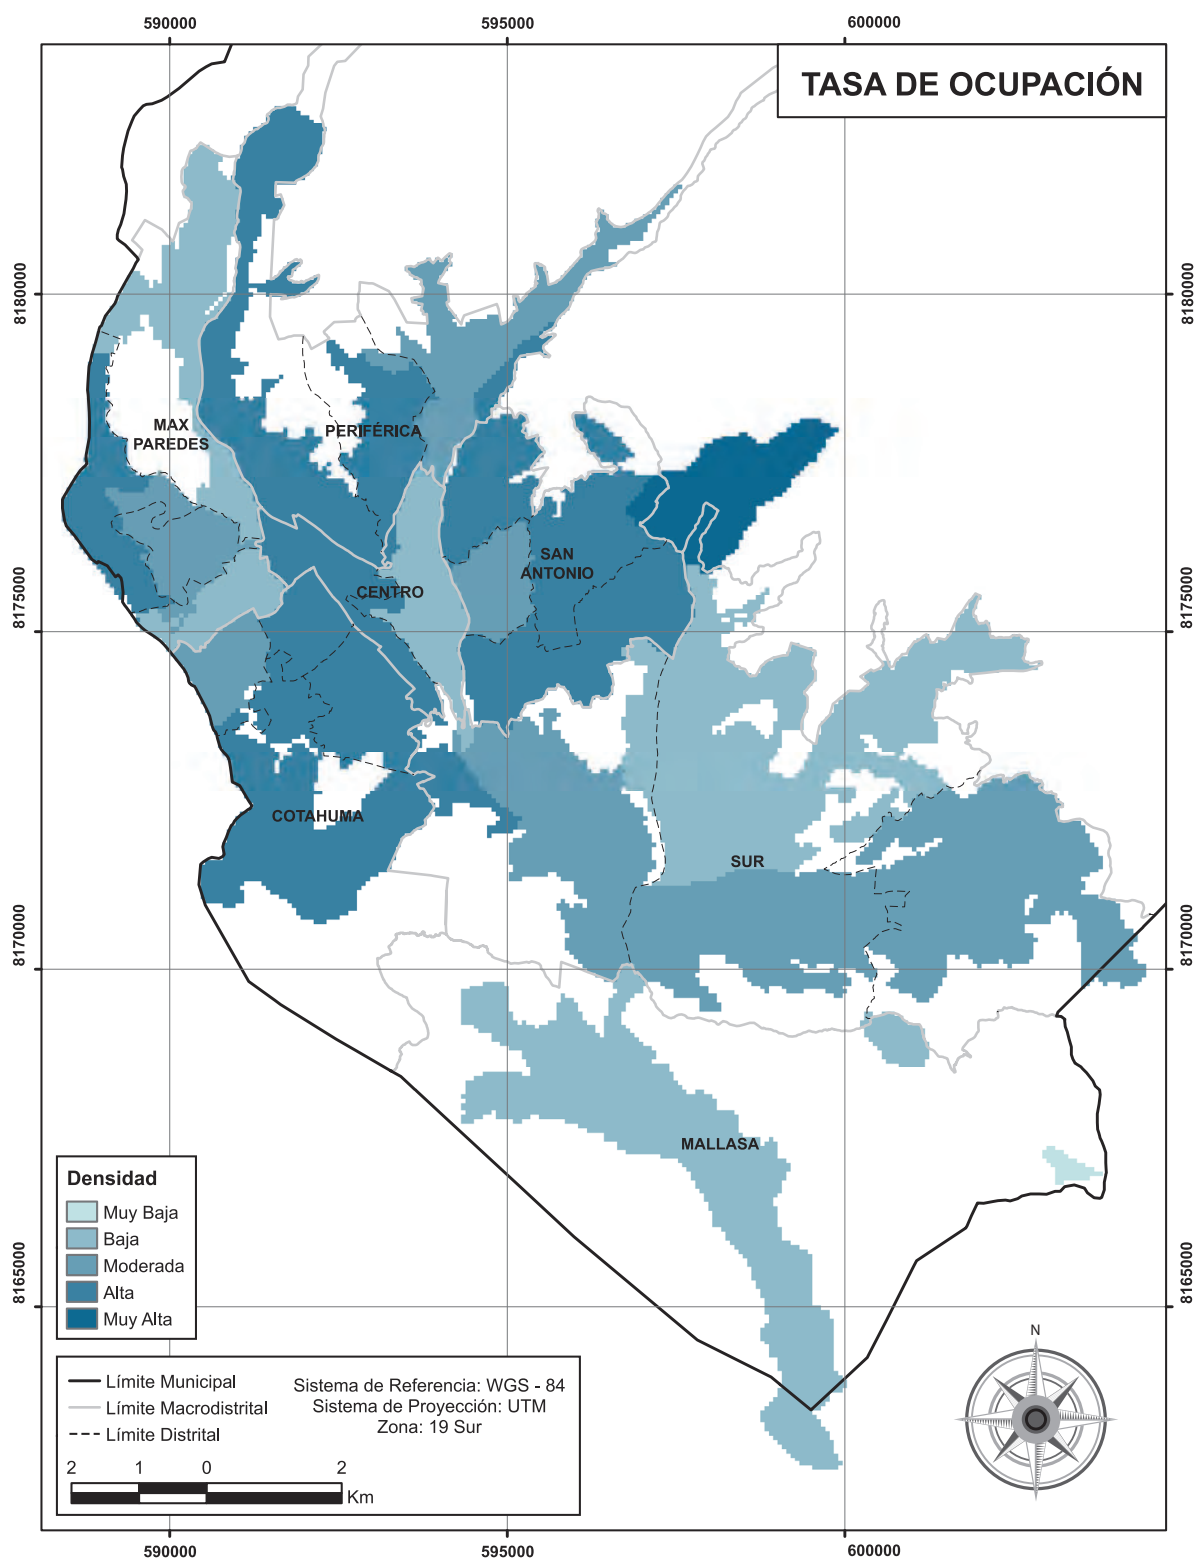 590000
595000
600000
TASA DE OCUPACIÓN
8180000
8180000
MAX
PAREDES
PERIFÉRICA
SAN
ANTONIO
CENTRO
8175000
8175000
COTAHUMA
SUR
8170000
8170000
MALLASA
Densidad
Muy Baja
Baja
Moderada
Alta
Muy Alta
8165000
8165000
N
Límite Municipal
Límite Macrodistrital
Límite Distrital
Sistema de Referencia: WGS - 84
Sistema de Proyección: UTM
Zona: 19 Sur
2 1 0 2
Km
590000
595000
600000